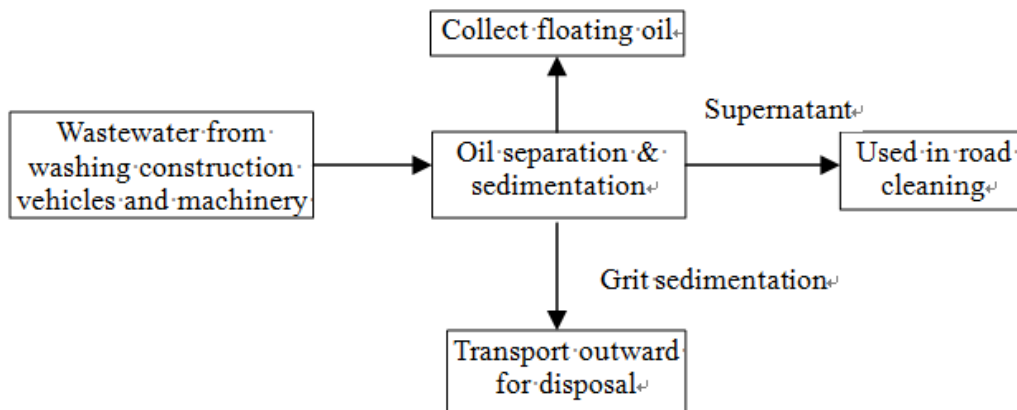 Collect floating oil
Supernatant
Wastewater from
washing construction
vehicles and machinery
Oil separation &
sedimentation
Used in road
cleaning
Grit sedimentation
Transport outward
for disposal